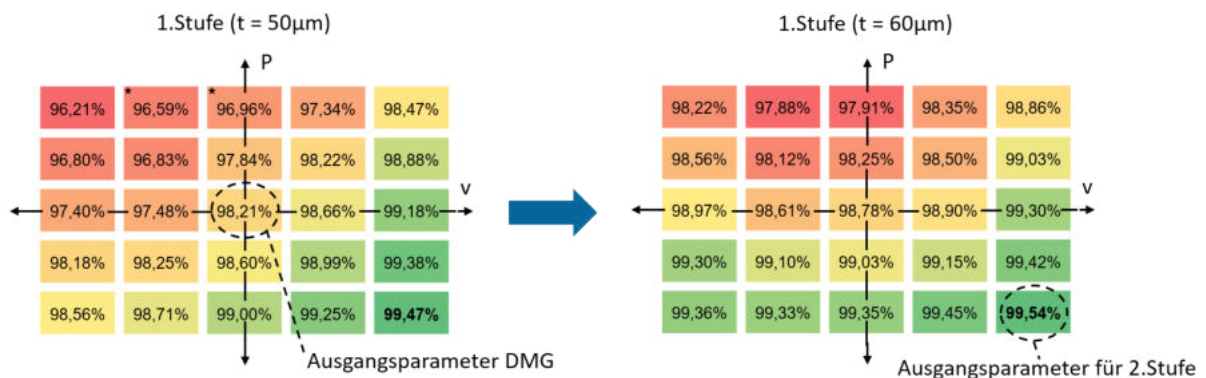 1.Stufe (t = 50µm)
P
96,21% *96,59% *96,96% 97,34% 98,47%
96,80% 96,83% 97,84% 98,22% 98,88%
v
97,40% 97,48% 98,21% 98,66% 99,18%
98,18% 98,25% 98,60% 98,99% 99,38%
98,56% 98,71% 99,00% 99,25% 99,47%
Ausgangsparameter DMG
1.Stufe (t = 60µm)
P
98,22% 97,88% 97,91% 98,35% 98,86%
98,56% 98,12% 98,25% 98,50% 99,03%
v
98,97% 98,61% 98,78% 98,90% 99,30%
99,30% 99,10% 99,03% 99,15% 99,42%
99,36% 99,33% 99,35% 99,45% 99,54%
Ausgangsparameter für 2.Stufe